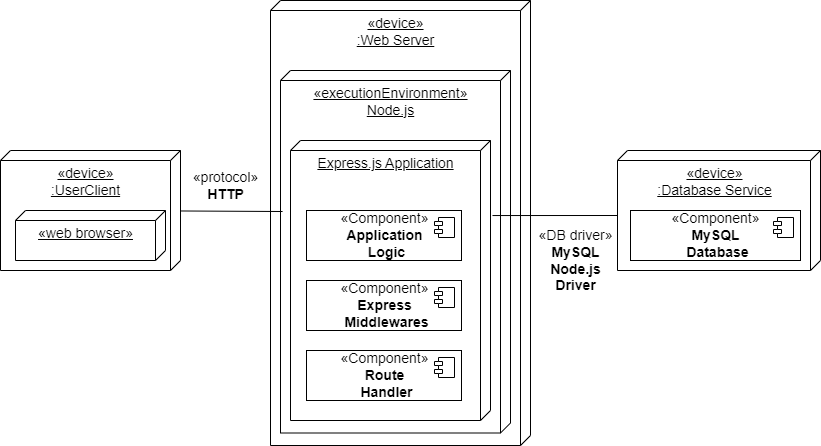 «device»
:Web Server
«executionEnvironment»
Node.js
Express.js Application
«Component»
Application
Logic
«Component»
Express
Middlewares
«Component»
Route
Handler
«device»
:UserClient
«web browser»
«protocol»
HTTP
«DB driver»
MySQL
Node.js
Driver
«device»
:Database Service
«Component»
MySQL
Database